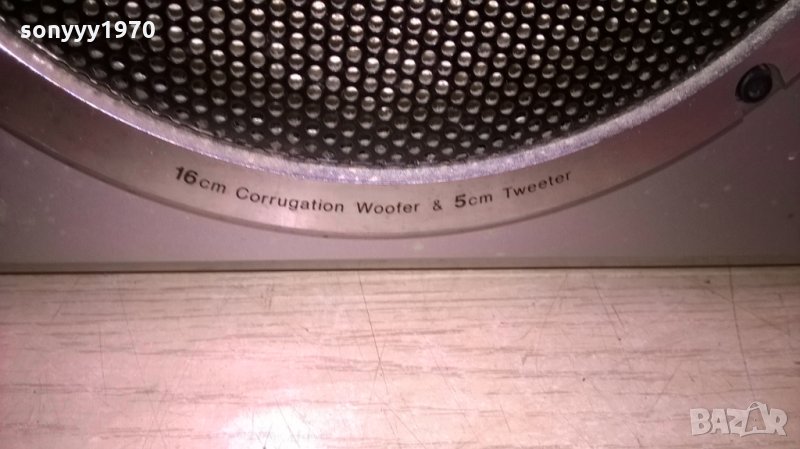 sonyyy1970
16cm Corrugation Woofer & 5cm Tweeter
BAZAR